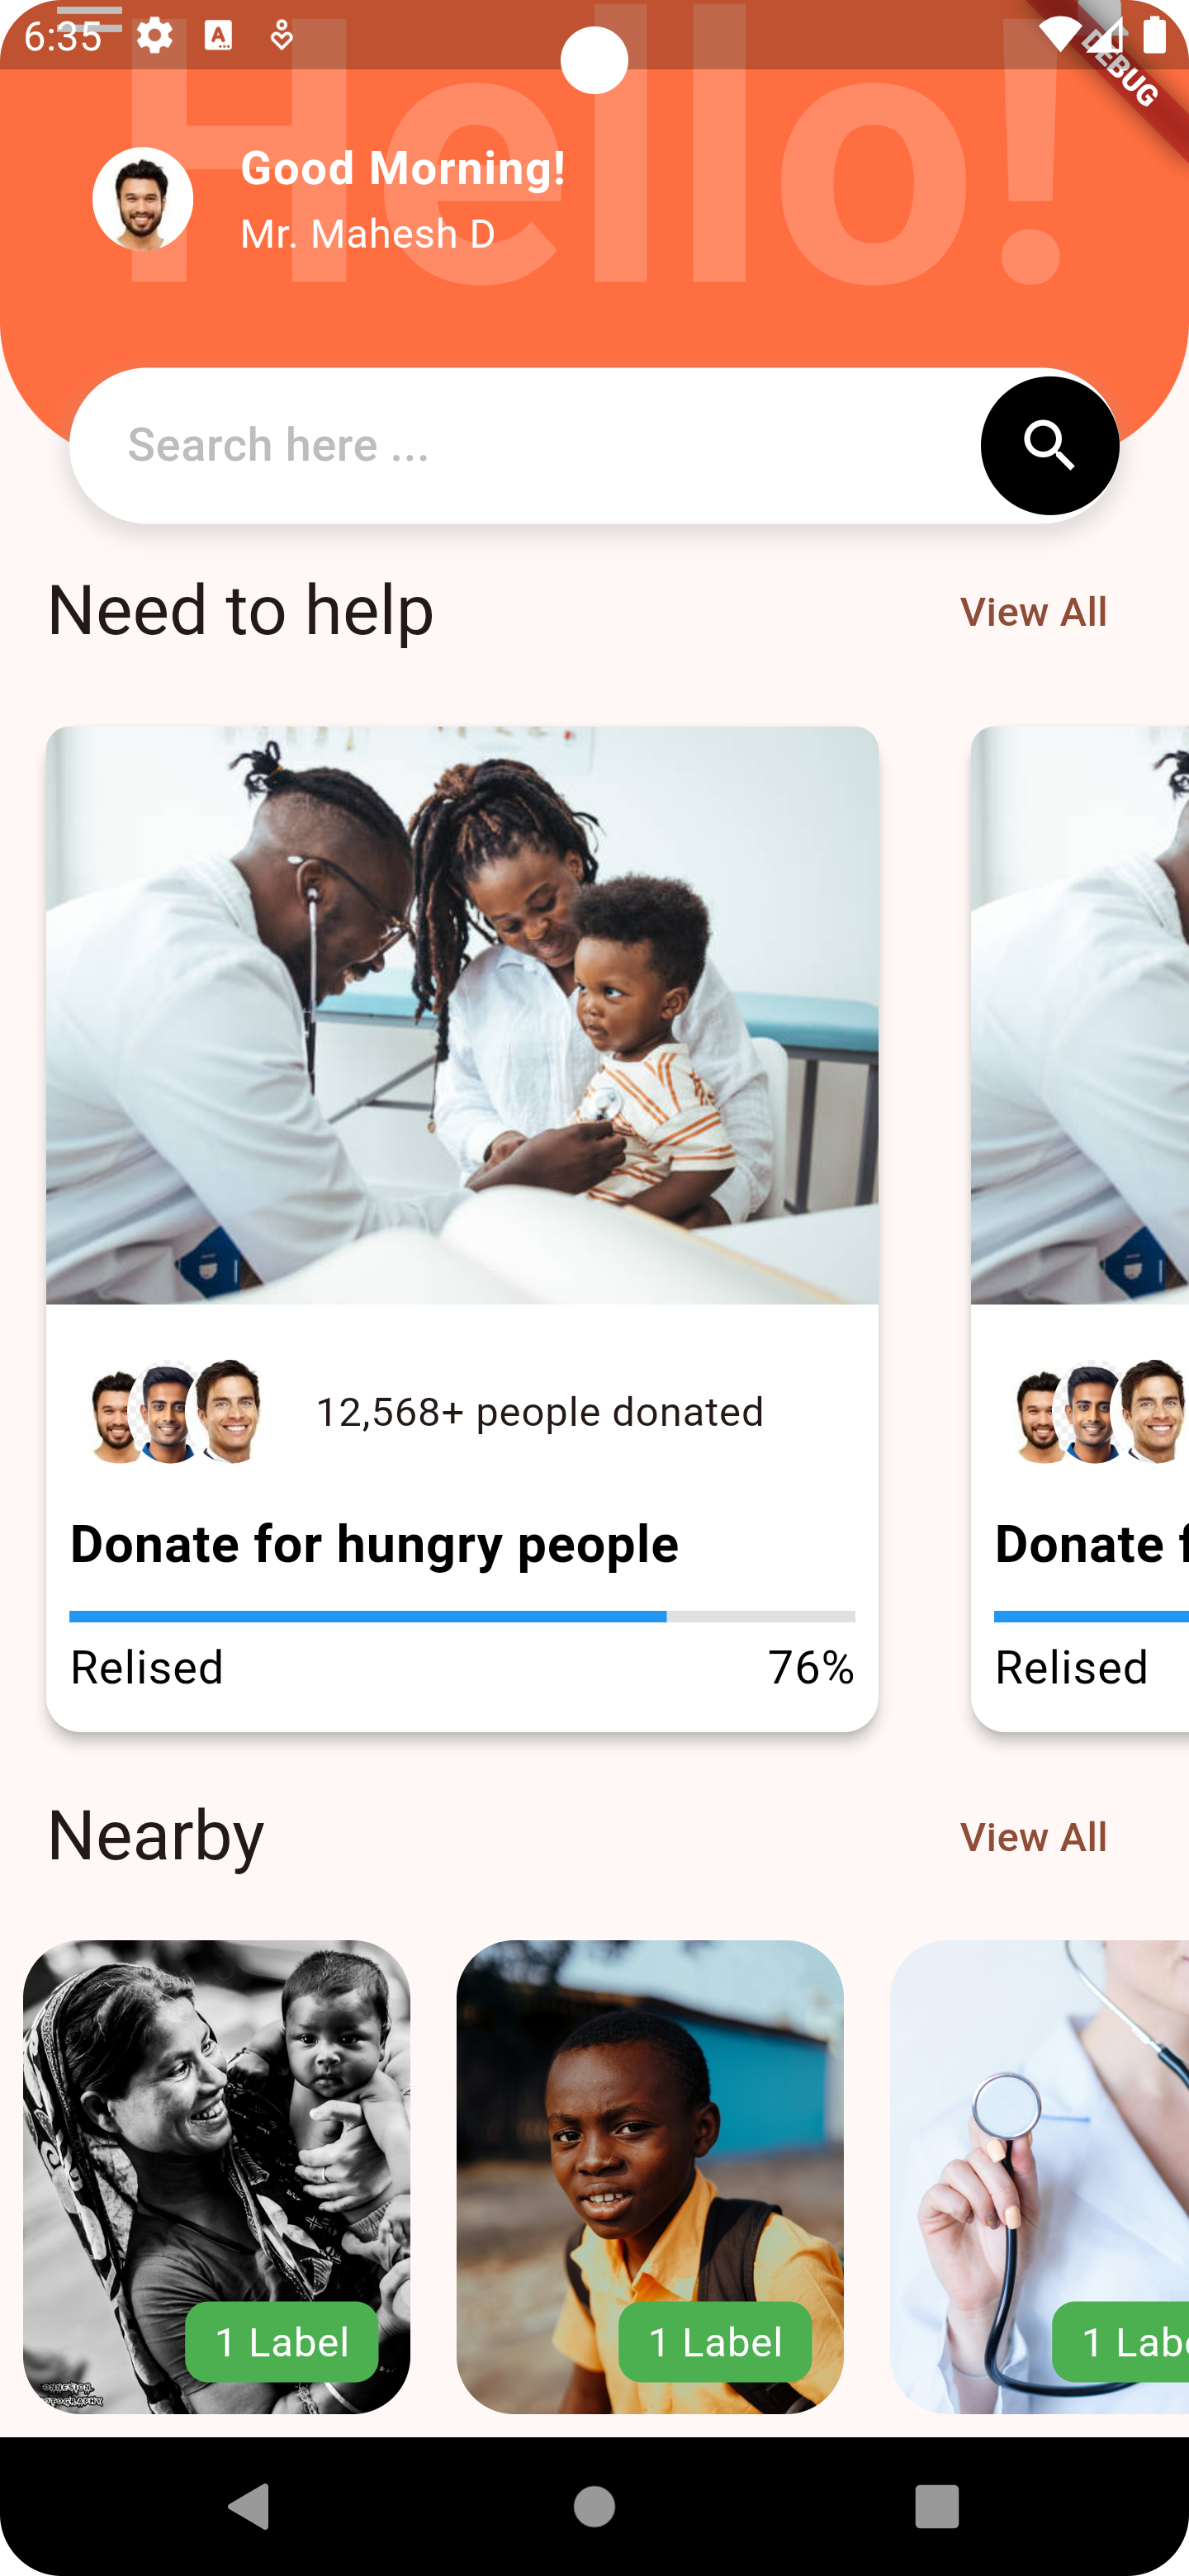 6:35
A
DEBUG
Hello!
Good Morning!
Mr. Mahesh D
Search here ...
Need to help
View All
12,568+ people donated
Donate for hungry people
Donate f
Relised
76%
Relised
Nearby
View All
1 Label
1 Label
1 Labe